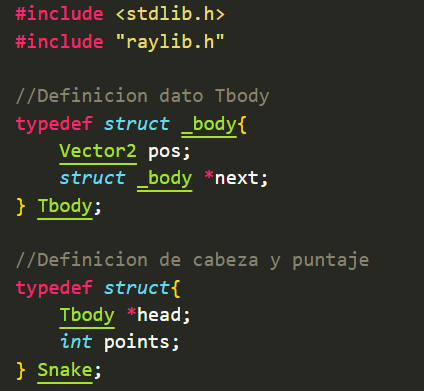 #include <stdlib.h>
#include "raylib.h"

//Definicion dato Tbody
typedef struct _body{
    Vector2 pos;
    struct _body *next;
} Tbody;

//Definicion de cabeza y puntaje
typedef struct{
    Tbody *head;
    int points;
} Snake;